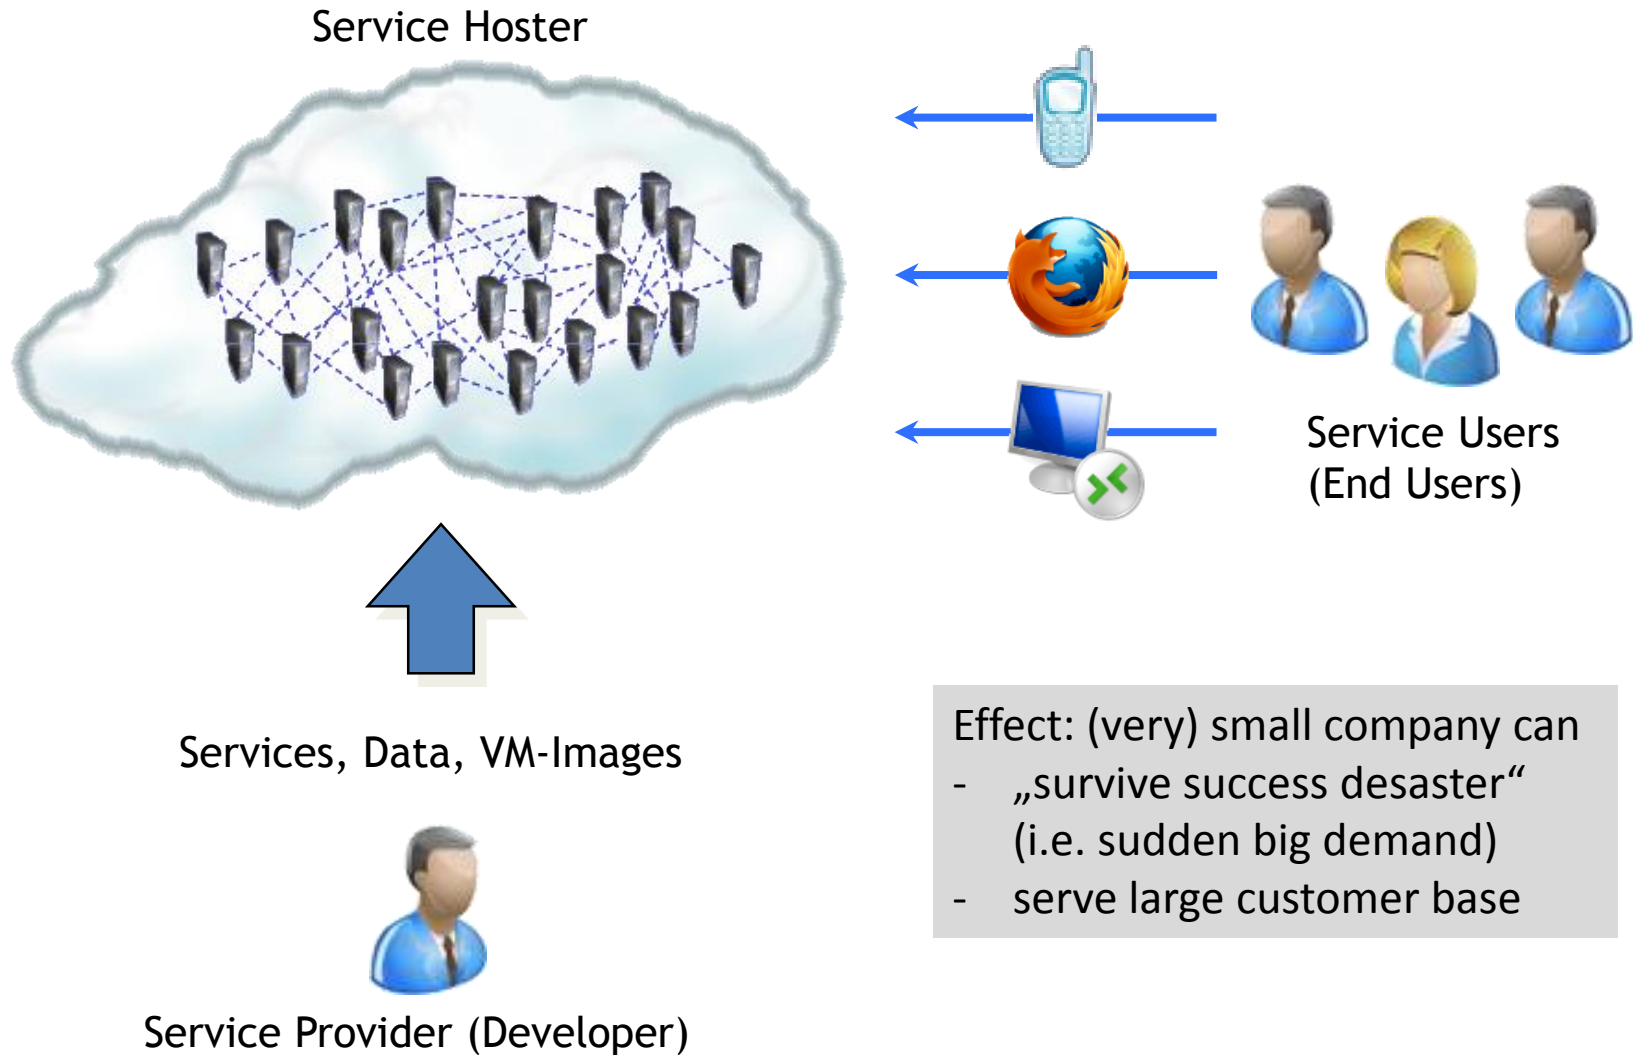 Service Hoster
Service Users
(End Users)
Services, Data, VM-Images
Effect: (very) small company can
- „survive success desaster“
(i.e. sudden big demand)
- serve large customer base
Service Provider (Developer)